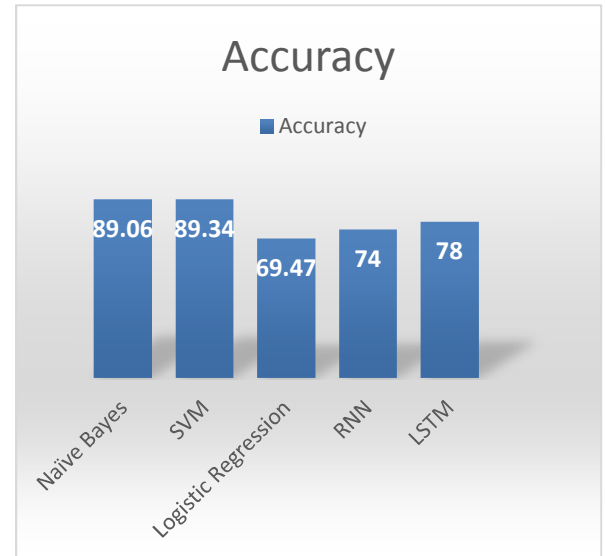 Accuracy
Accuracy
89.06 89.34 69.47 74 78
Naïve Bayes
SVM
Logistic Regression
RNN
LSTM